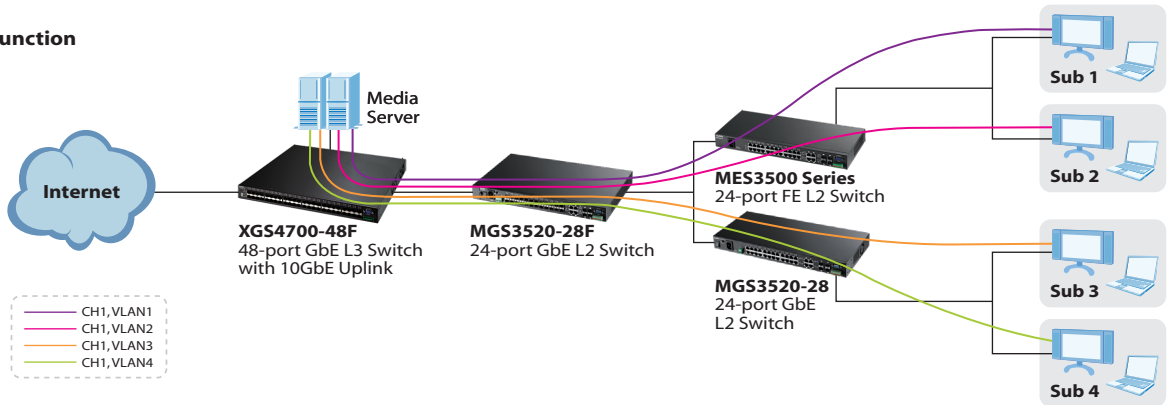 unction
Media
Server
Internet
XGS4700-48F
48-port GbE L3 Switch
with 10GbE Uplink
MGS3520-28F
24-port GbE L2 Switch
MES3500 Series
24-port FE L2 Switch
MGS3520-28
24-port GbE
L2 Switch
Sub 1
Sub 2
Sub 3
Sub 4
CH1, VLAN1
CH1, VLAN2
CH1, VLAN3
CH1, VLAN4